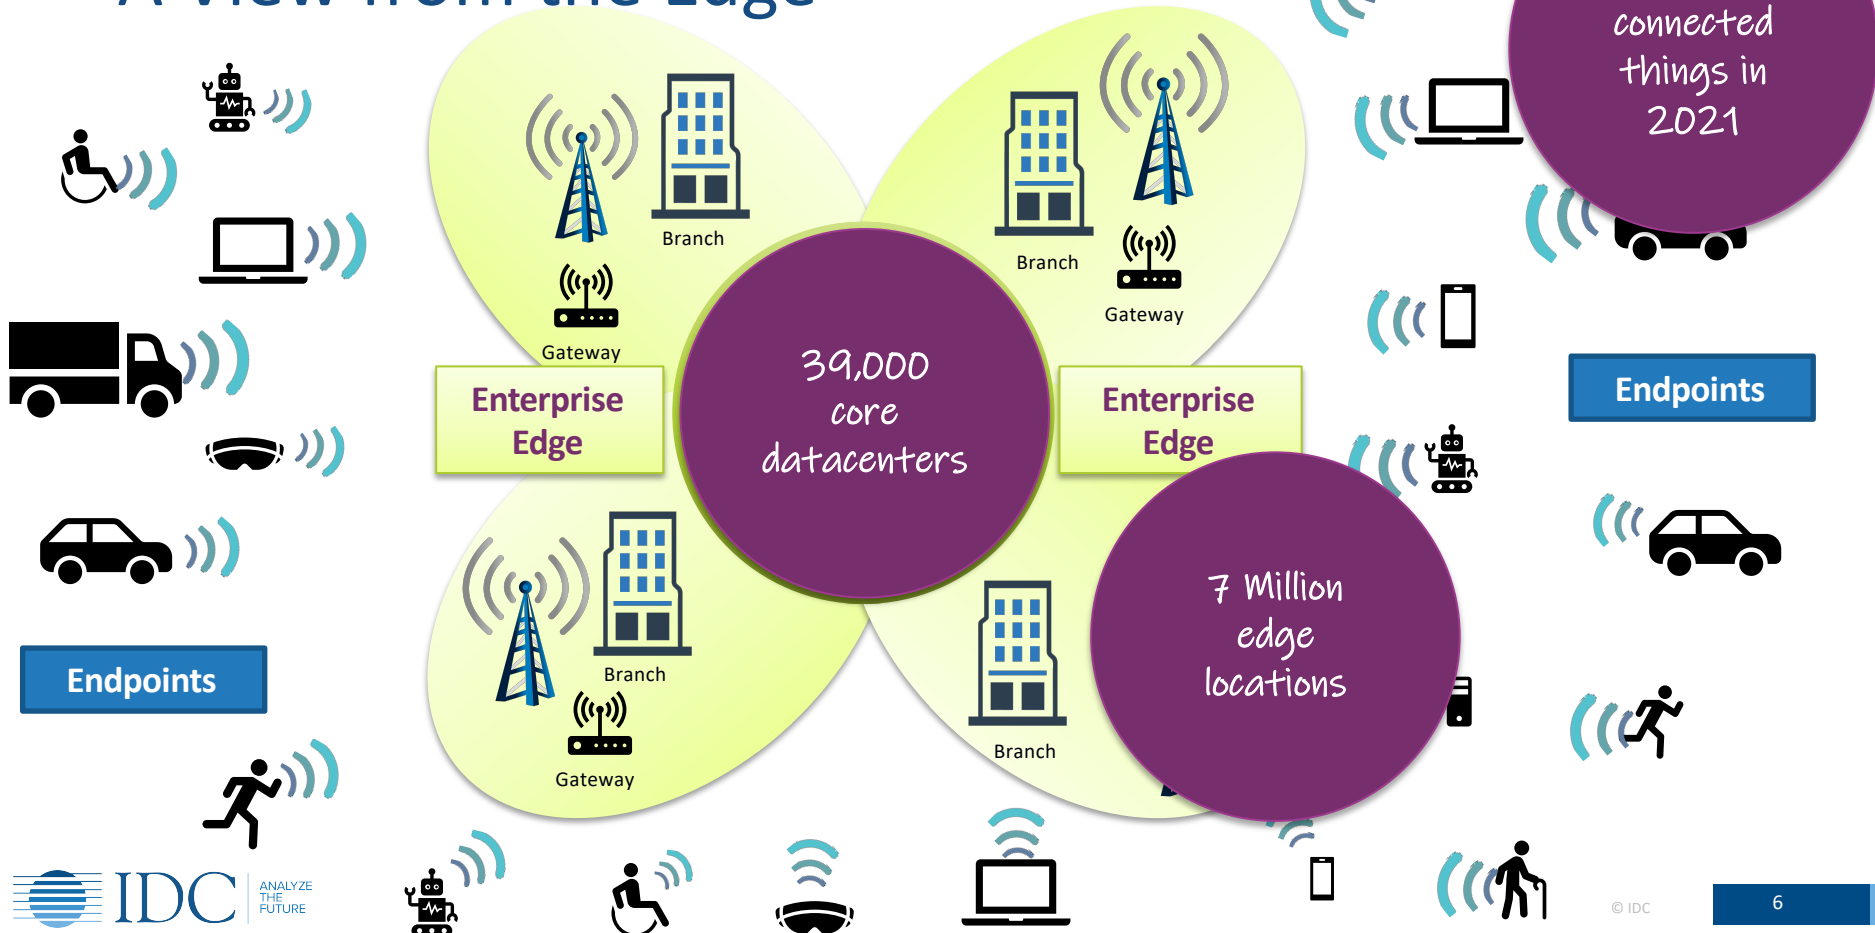 A View from the Edge
connected
things in
2021
Branch
Gateway
Branch
Gateway
39,000
core
datacenters
Enterprise
Edge
Enterprise
Edge
Endpoints
7 Million
edge
locations
Branch
Gateway
Branch
Endpoints
IDC
ANALYZE
THE
FUTURE
© IDC
6